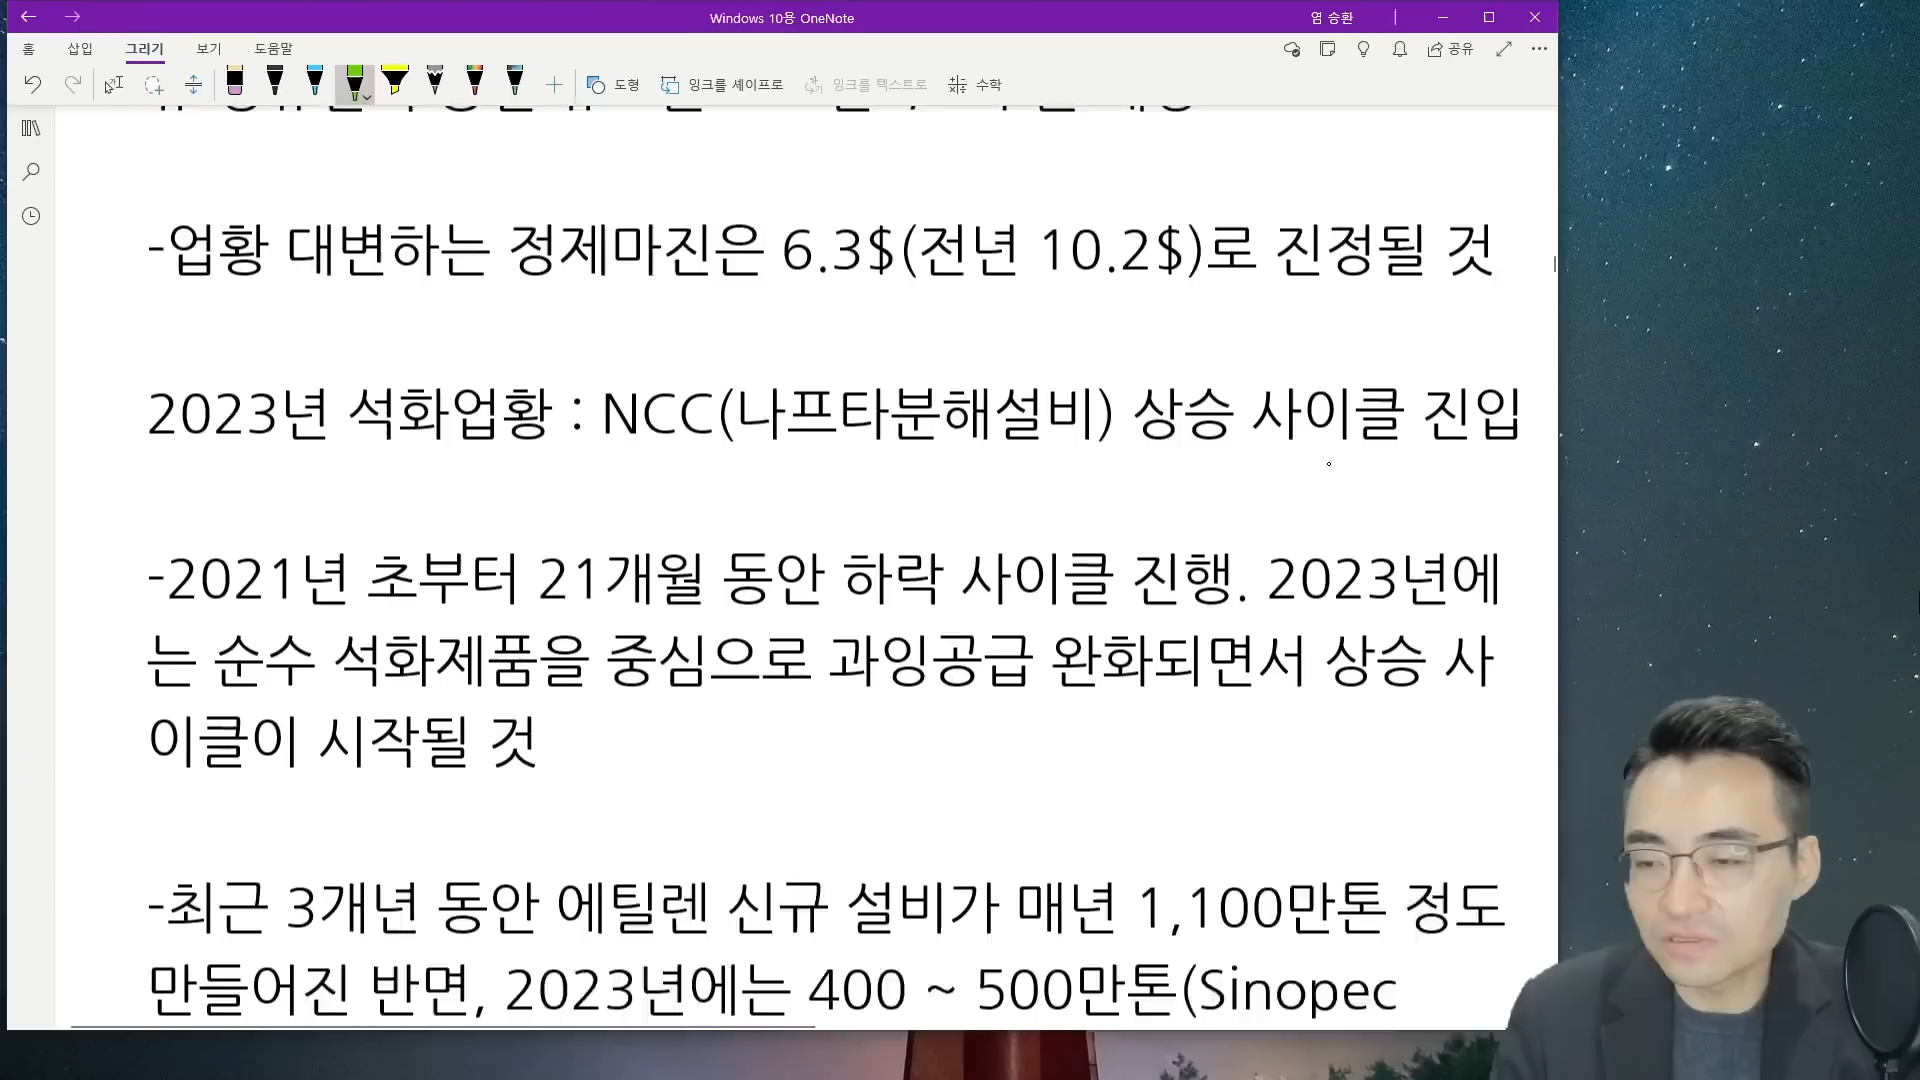 Windows 10용 OneNote
염 승환
홈 삽입 그리기 보기 도움말
공유
도형 잉크를 셰이프로 잉크를 텍스트로 수학
-업황 대변하는 정제마진은 6.3$(전년 10.2$)로 진정될 것
2023년 석화업황 : NCC(나프타분해설비) 상승 사이클 진입
-2021년 초부터 21개월 동안 하락 사이클 진행. 2023년에
는 순수 석화제품을 중심으로 과잉공급 완화되면서 상승 사
이클이 시작될 것
-최근 3개년 동안 에틸렌 신규 설비가 매년 1,100만톤 정도
만들어진 반면, 2023년에는 400 ~ 500만톤(Sinopec